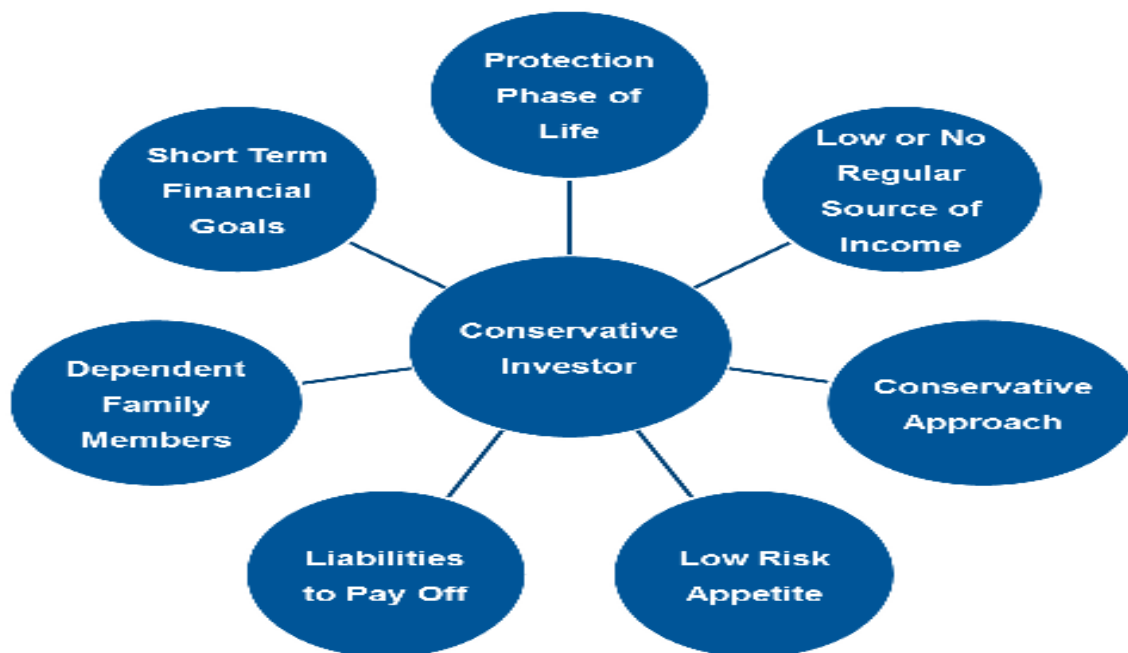 Protection
Phase of
Life
Low or No
Regular
Source of
Income
Conservative
Approach
Low Risk
Appetite
Liabilities
to Pay Off
Dependent
Family
Members
Short Term
Financial
Goals
Conservative
Investor